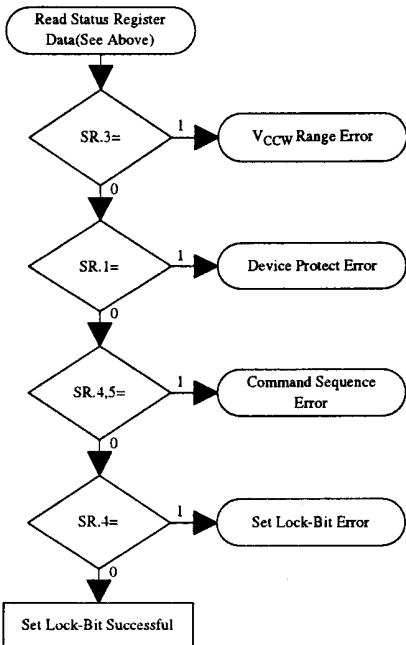 Read Status Register
Data(See Above)
SR.3=
1
VCCW Range Error
0
SR.1=
1
Device Protect Error
0
SR.4,5=
1
Command Sequence
Error
0
SR.4=
1
Set Lock-Bit Error
0
Set Lock-Bit Successful